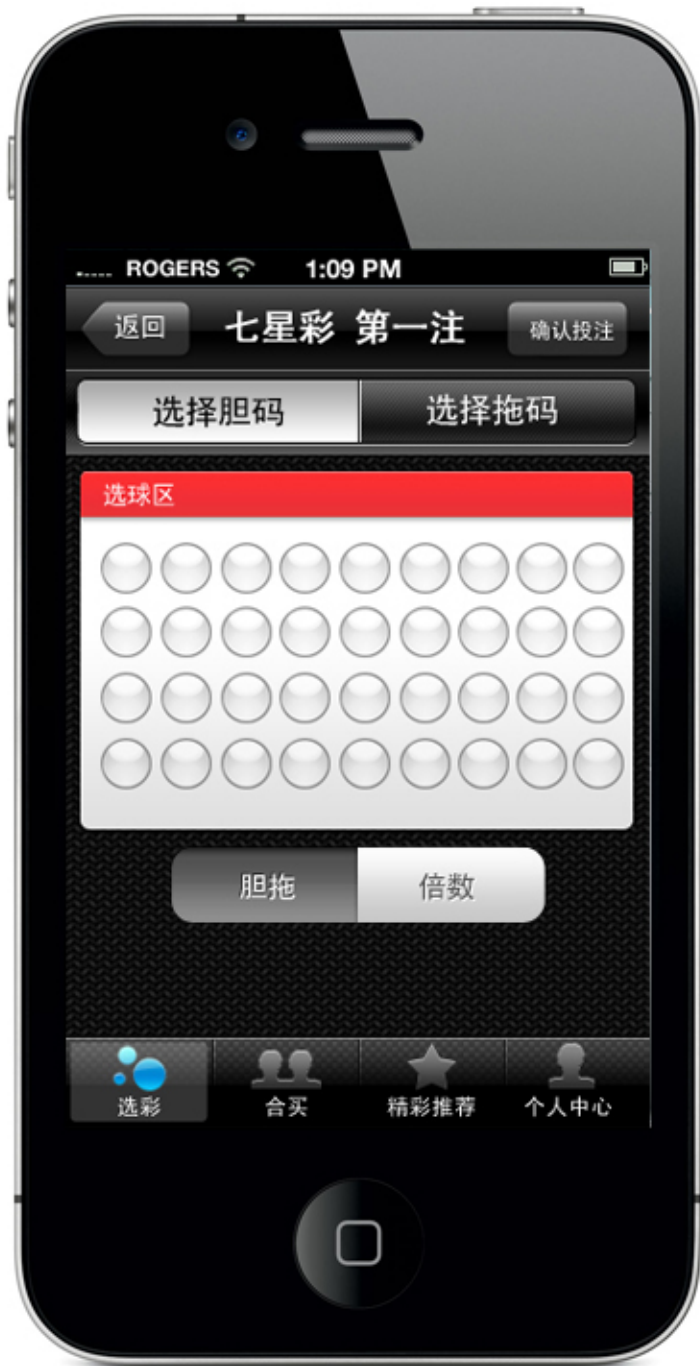 ROGERS 1:09 PM
返回 七星彩 第一注 确认投注
选择胆码 选择拖码
选球区
胆拖 倍数
选彩 合买 精彩推荐 个人中心